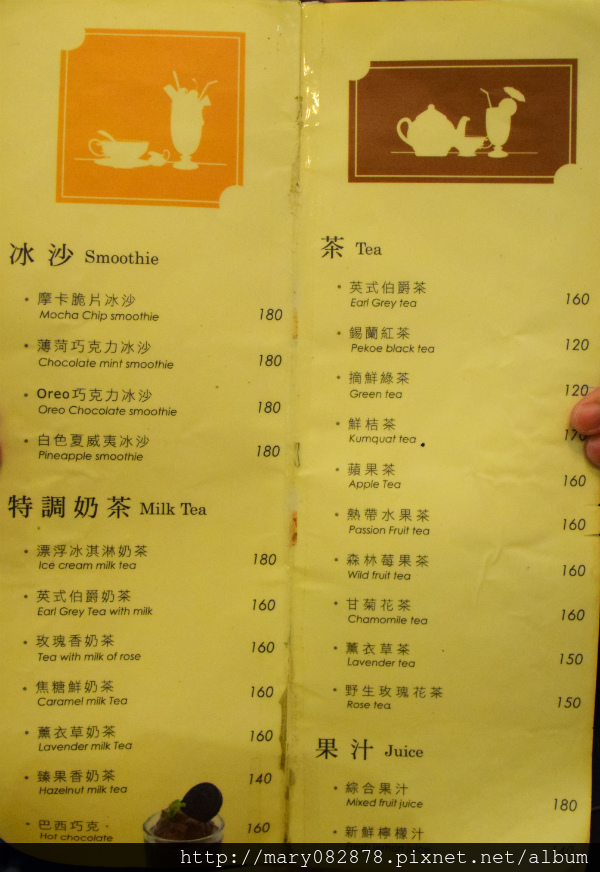 冰沙 Smoothie
摩卡脆片冰沙
Mocha Chip smoothie 180
薄荷巧克力冰沙
Chocolate mint smoothie 180
Oreo巧克力冰沙
Oreo Chocolate smoothie 180
白色夏威夷冰沙
Pineapple smoothie 180
特調奶茶 Milk Tea
漂浮冰淇淋奶茶
Ice cream milk tea 180
英式伯爵奶茶
Earl Grey Tea with milk 160
玫瑰香奶茶
Tea with milk of rose 160
焦糖鮮奶茶
Caramel milk Tea 160
薰衣草奶茶
Lavender milk Tea 160
臻果香奶茶
Hazelnut milk tea 140
巴西巧克
Hot chocolate 160
茶 Tea
英式伯爵茶
Earl Grey tea 160
錫蘭紅茶
Pekoe black tea 120
摘鮮綠茶
Green tea 120
鮮桔茶
Kumquat tea 170
蘋果茶
Apple Tea 160
熱帶水果茶
Passion Fruit tea 160
森林莓果茶
Wild fruit tea 160
甘菊花茶
Chamomile tea 160
薰衣草茶
Lavender tea 150
野生玫瑰花茶
Rose tea 150
果汁 Juice
綜合果汁
Mixed fruit juice 180
新鮮檸檬汁
http://mary082878.pixnet.net/album